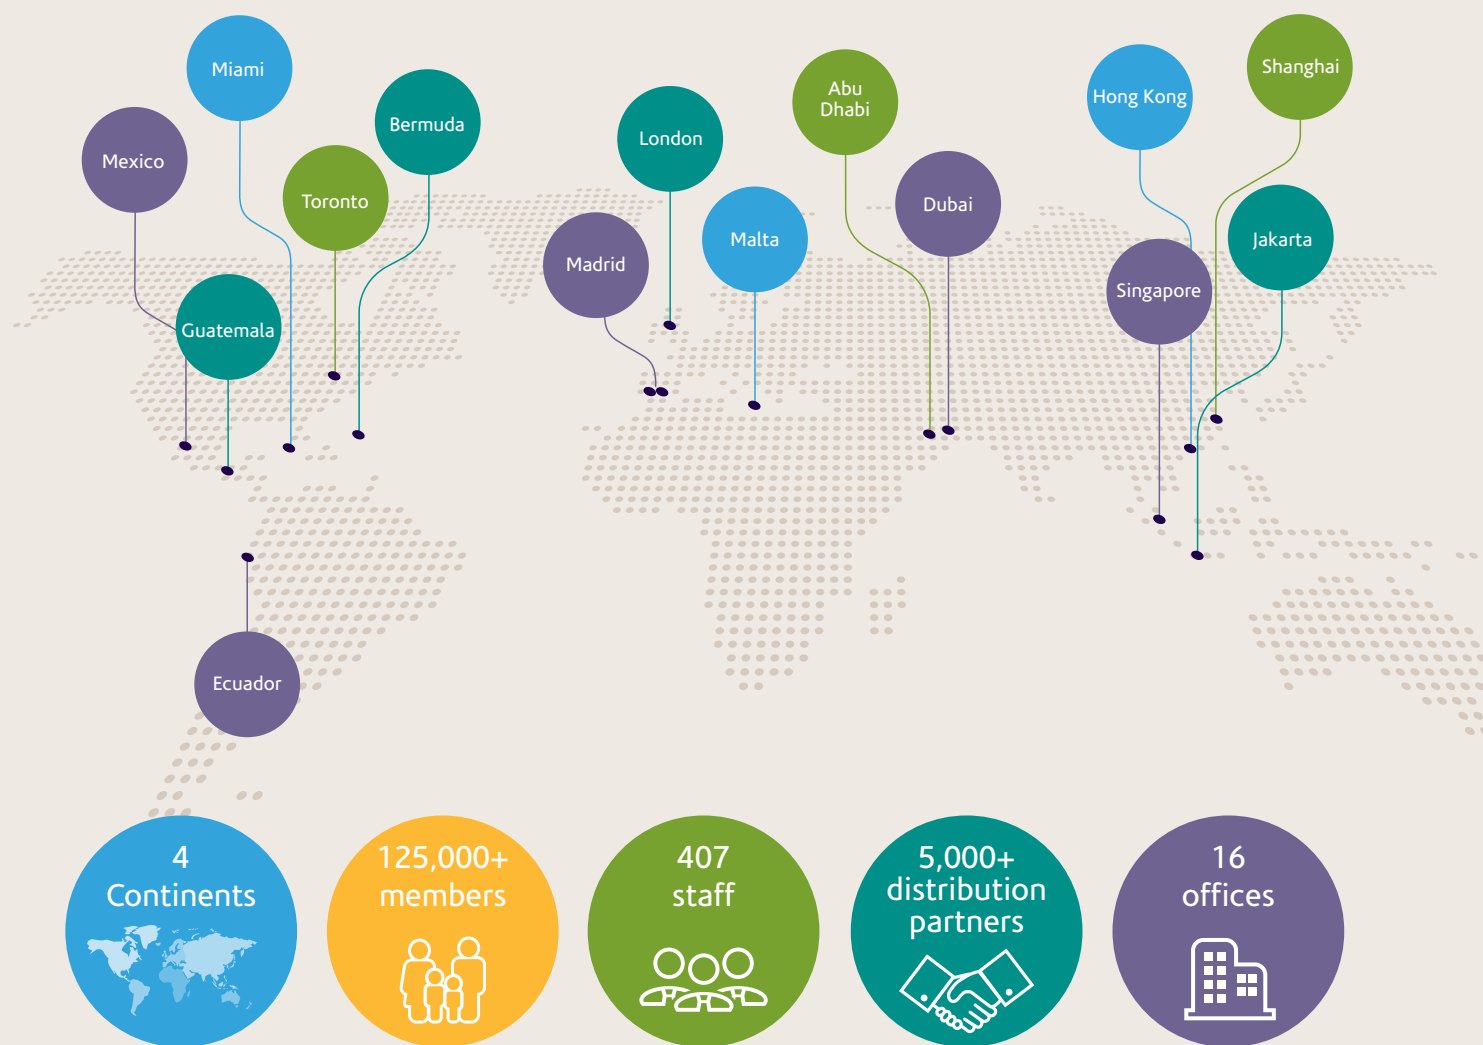 Miami
Mexico
Toronto
Bermuda
Guatemala
London
Madrid
Malta
Abu
Dhabi
Dubai
Hong Kong
Shanghai
Singapore
Jakarta
Ecuador
4
Continents
125,000+
members
407
staff
5,000+
distribution
partners
16
offices